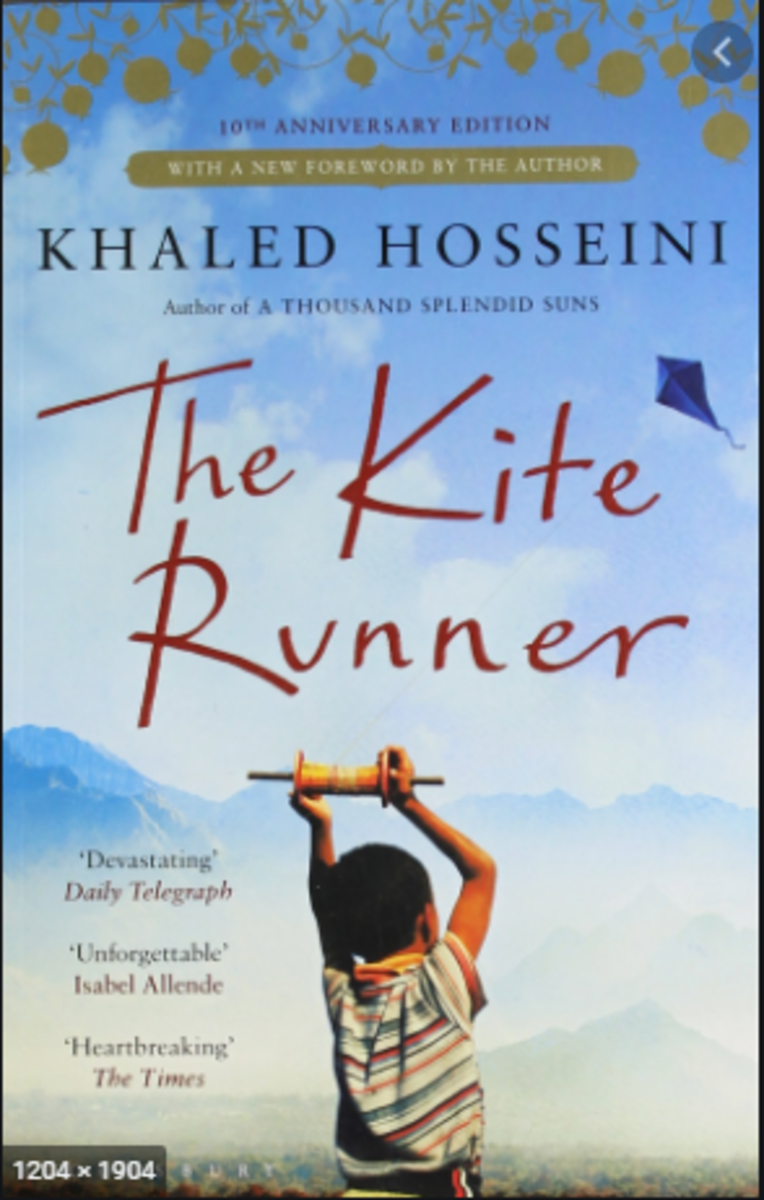 10TH ANNIVERSARY EDITION
WITH A NEW FOREWORD BY THE AUTHOR
KHALED HOSSEINI
Author of A THOUSAND SPLENDID SUNS
The Kite
Runner
‘Devastating’
Daily Telegraph
‘Unforgettable’
Isabel Allende
‘Heartbreaking’
The Times
1204 × 1904